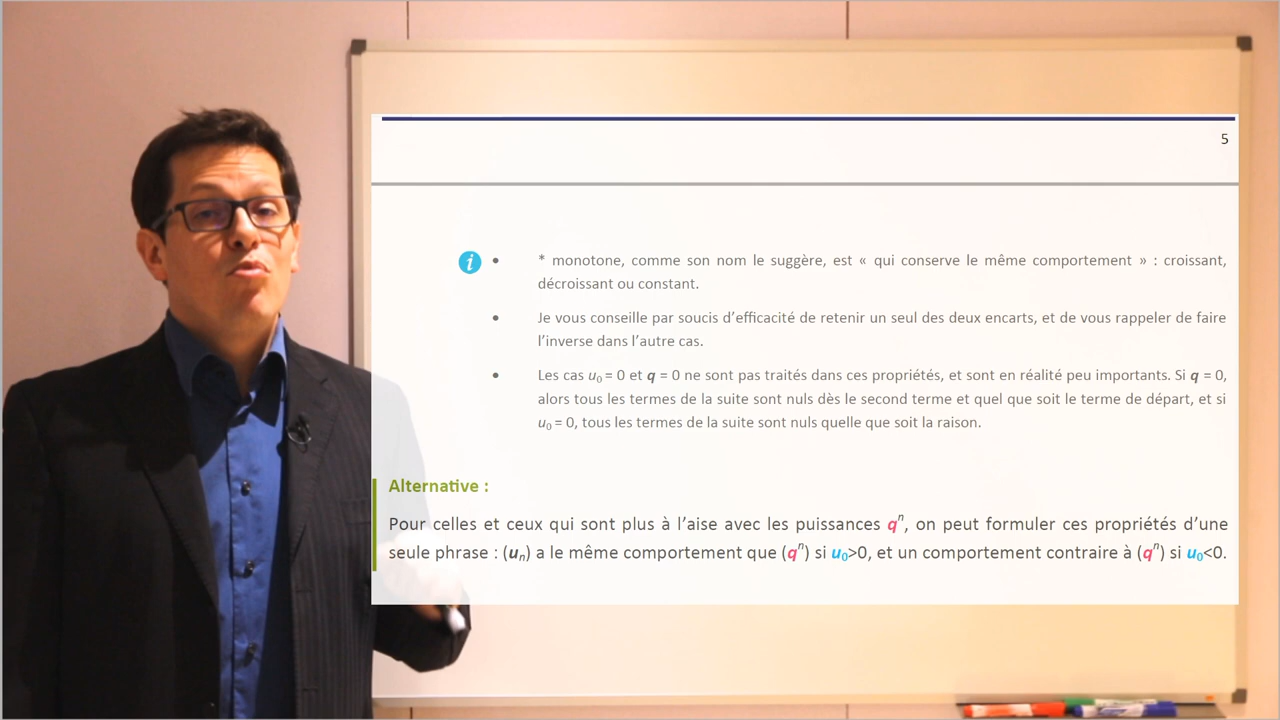 5
i • * monotone, comme son nom le suggère, est « qui conserve le même comportement » : croissant,
décroissant ou constant.
• Je vous conseille par soucis d’efficacité de retenir un seul des deux encarts, et de vous rappeler de faire
l’inverse dans l’autre cas.
• Les cas u₀ = 0 et q = 0 ne sont pas traités dans ces propriétés, et sont en réalité peu importants. Si q = 0,
alors tous les termes de la suite sont nuls dès le second terme et quel que soit le terme de départ, et si
u₀ = 0, tous les termes de la suite sont nuls quelle que soit la raison.
Alternative :
Pour celles et ceux qui sont plus à l’aise avec les puissances qⁿ, on peut formuler ces propriétés d’une
seule phrase : (uₙ) a le même comportement que (qⁿ) si u₀>0, et un comportement contraire à (qⁿ) si u₀<0.